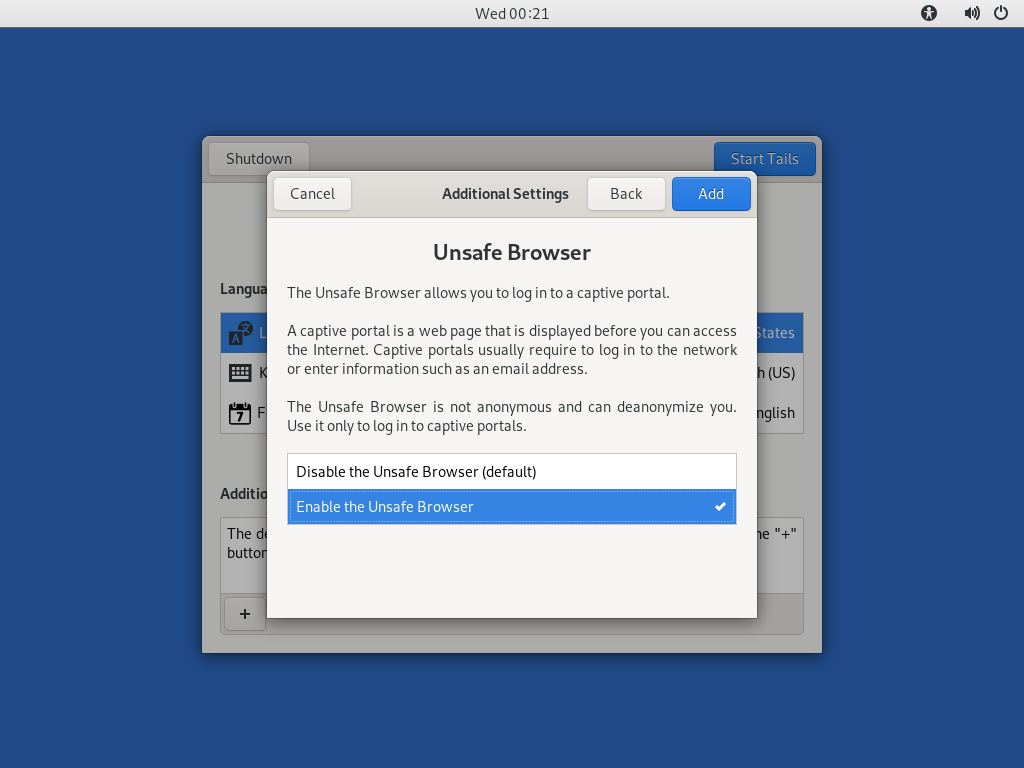 Wed 00:21
Shutdown
Start Tails
Cancel
Additional Settings
Back
Add
Unsafe Browser
The Unsafe Browser allows you to log in to a captive portal.
A captive portal is a web page that is displayed before you can access
the Internet. Captive portals usually require to log in to the network
or enter information such as an email address.
The Unsafe Browser is not anonymous and can deanonymize you.
Use it only to log in to captive portals.
Disable the Unsafe Browser (default)
Enable the Unsafe Browser
Langua
L
States
K
h (US)
7
F
nglish
Additio
The de
ne "+"
button
+